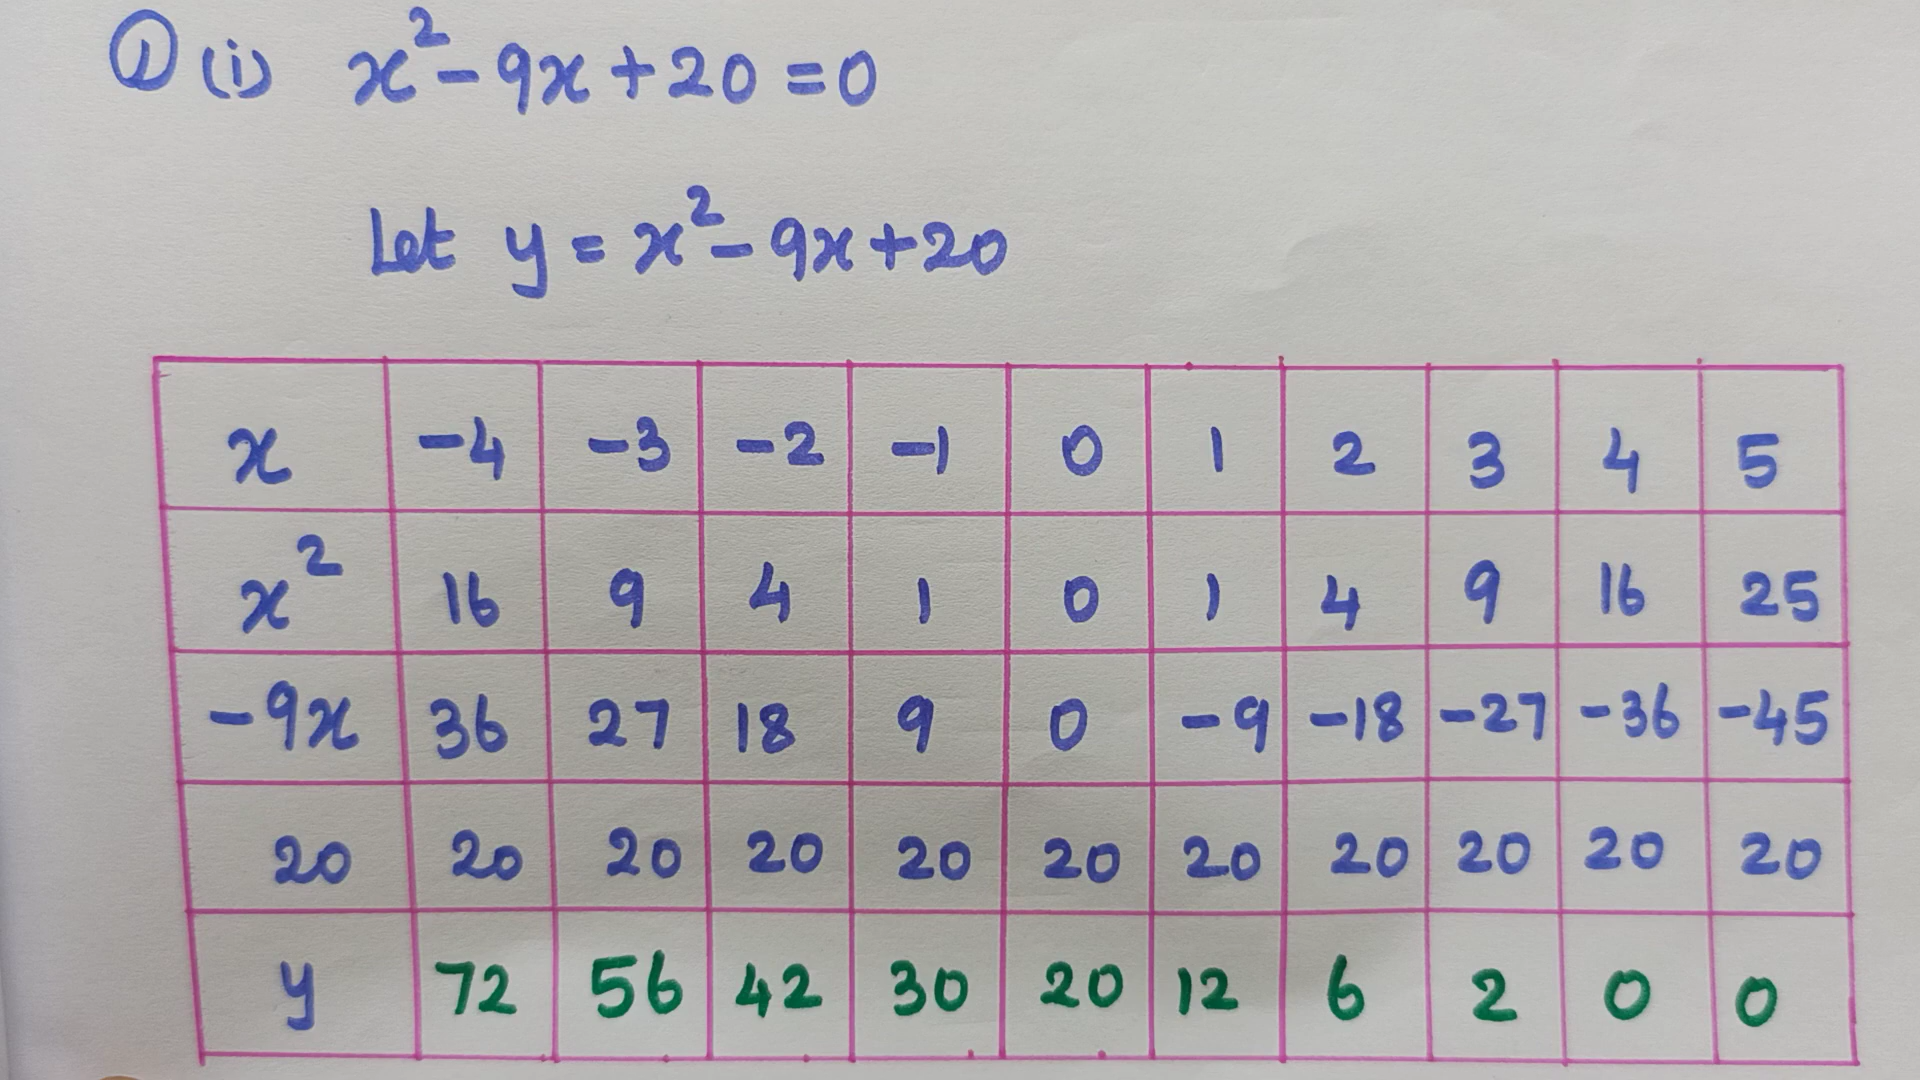 ① (i) x² - 9x + 20 = 0
Let y = x² - 9x + 20
x -4 -3 -2 -1 0 1 2 3 4 5
x² 16 9 4 1 0 1 4 9 16 25
-9x 36 27 18 9 0 -9 -18 -27 -36 -45
20 20 20 20 20 20 20 20 20 20 20
y 72 56 42 30 20 12 6 2 0 0